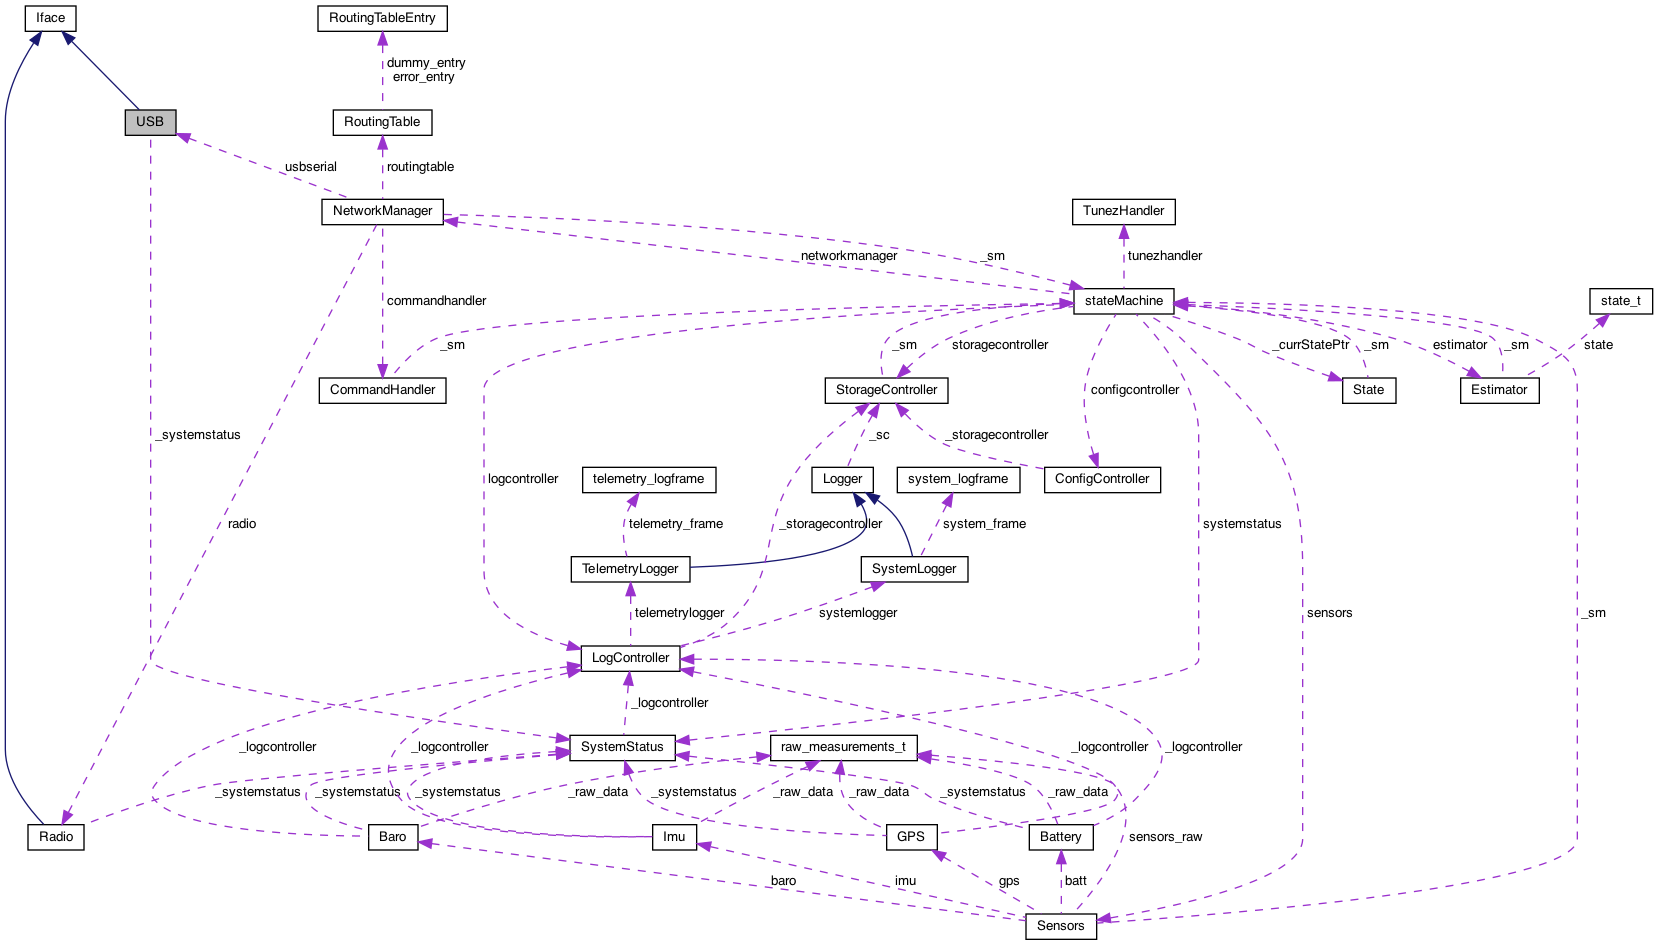 Iface
RoutingTableEntry
dummy_entry
error_entry
USB
RoutingTable
usbserial
routingtable
NetworkManager
TunezHandler
networkmanager
_sm
tunezhandler
commandhandler
stateMachine
state_t
_sm
_sm
storagecontroller
_currStatePtr
_sm
estimator
_sm
state
CommandHandler
StorageController
configcontroller
State
Estimator
_systemstatus
_sc
_storagecontroller
logcontroller
telemetry_logframe
Logger
system_logframe
ConfigController
radio
telemetry_frame
_storagecontroller
system_frame
systemstatus
TelemetryLogger
SystemLogger
telemetrylogger
systemlogger
sensors
_sm
LogController
_logcontroller
_logcontroller
_logcontroller
SystemStatus
raw_measurements_t
_logcontroller
_logcontroller
_systemstatus
_systemstatus
_systemstatus
_raw_data
_systemstatus
_raw_data
_raw_data
_systemstatus
_raw_data
Radio
Baro
Imu
GPS
Battery
sensors_raw
baro
imu
gps
batt
Sensors